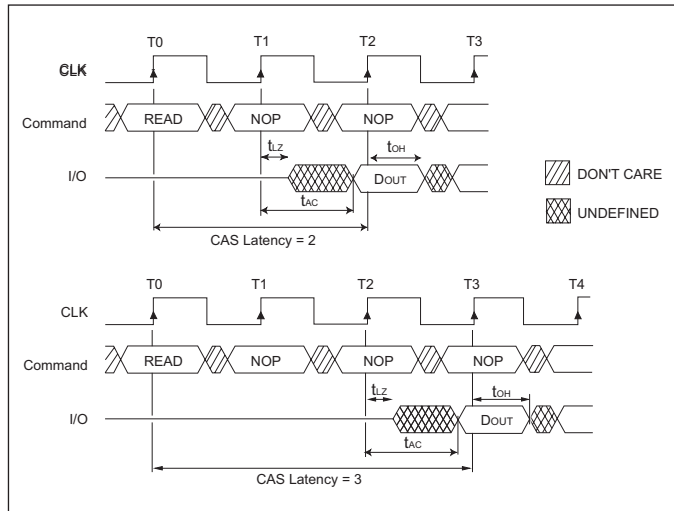 T0 T1 T2 T3
CLK
Command READ NOP NOP
tLZ tOH
I/O DOUT
tAC
CAS Latency = 2
DON'T CARE
UNDEFINED
T0 T1 T2 T3 T4
CLK
Command READ NOP NOP NOP
tLZ tOH
I/O DOUT
tAC
CAS Latency = 3